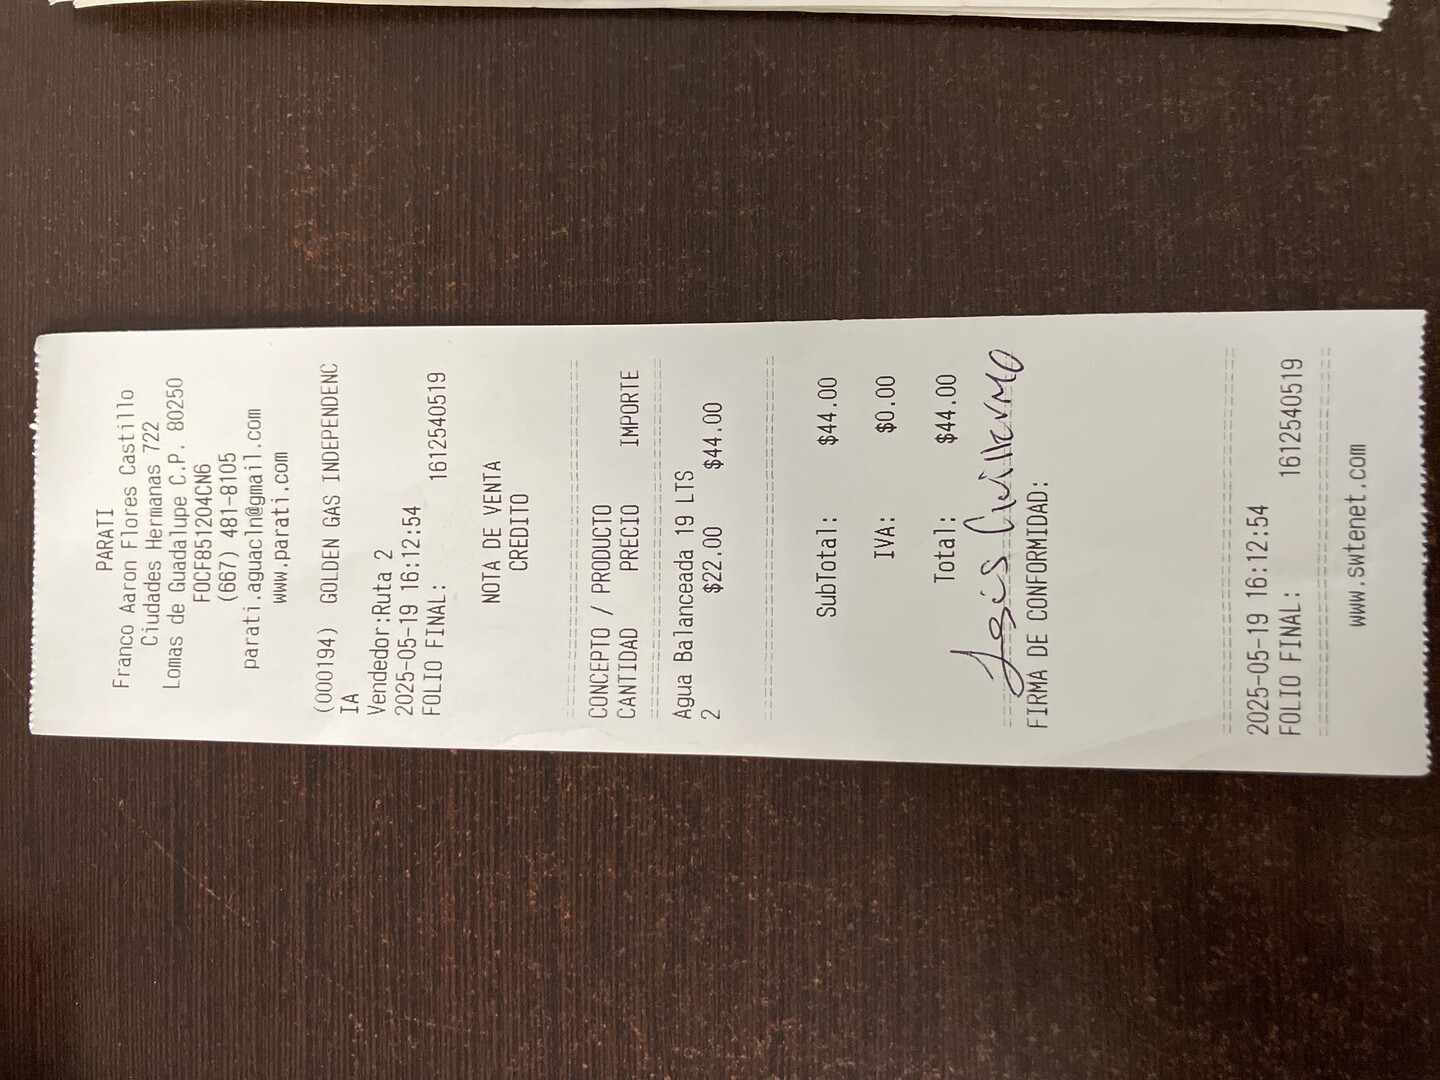 PARATI
Franco Aaron Flores Castillo
Ciudades Hermanas 722
Lomas de Guadalupe C.P. 80250
FOCF851204CN6
(667) 481-8105
parati.aguacln@gmail.com
www.parati.com
(000194) GOLDEN GAS INDEPENDENC
IA
Vendedor:Ruta 2
2025-05-19 16:12:54
FOLIO FINAL: 1612540519
NOTA DE VENTA
CREDITO
CONCEPTO / PRODUCTO
CANTIDAD PRECIO IMPORTE
Agua Balanceada 19 LTS
2 $22.00 $44.00
SubTotal: $44.00
IVA: $0.00
Total: $44.00
Jesús Guillermo
FIRMA DE CONFORMIDAD:
2025-05-19 16:12:54
FOLIO FINAL: 1612540519
www.swtenet.com